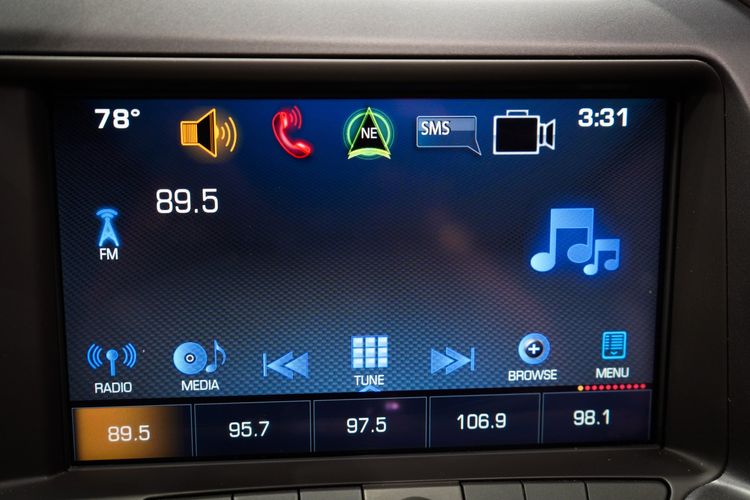 78°
NE
SMS
3:31
89.5
FM
RADIO
MEDIA
TUNE
BROWSE
MENU
89.5
95.7
97.5
106.9
98.1